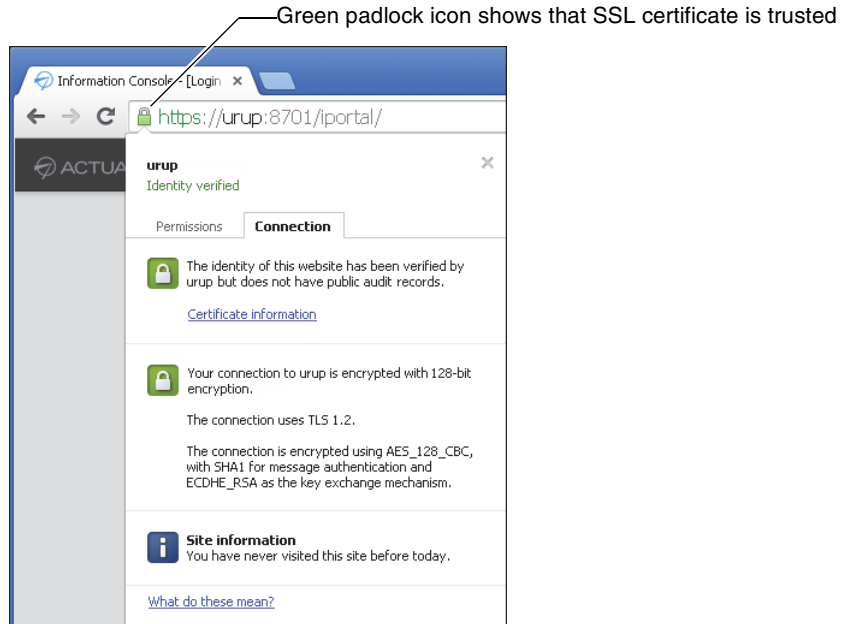 Green padlock icon shows that SSL certificate is trusted
Information Console - [Login
https://urup:8701/iportal/
ACTUA
urup
Identity verified
Permissions
Connection
The identity of this website has been verified by
urup but does not have public audit records.
Certificate information
Your connection to urup is encrypted with 128-bit
encryption.
The connection uses TLS 1.2.
The connection is encrypted using AES_128_CBC,
with SHA1 for message authentication and
ECDHE_RSA as the key exchange mechanism.
Site information
You have never visited this site before today.
What do these mean?